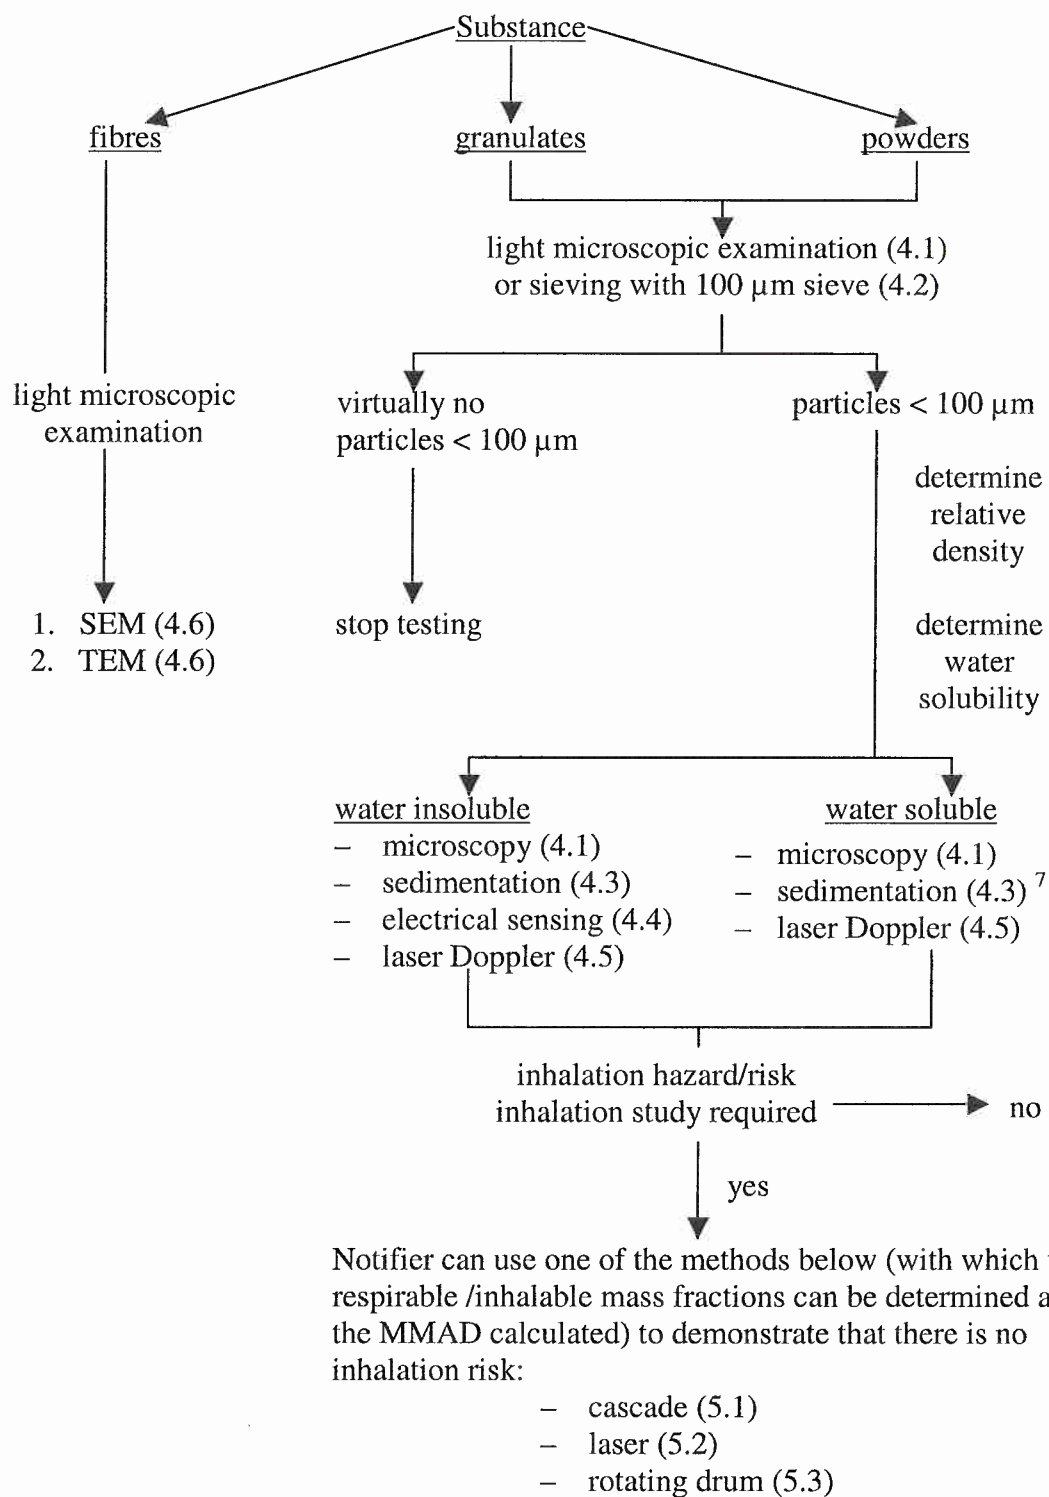 Substance
fibres
granulates
powders
light microscopic examination (4.1)
or sieving with 100 µm sieve (4.2)
light microscopic
examination
virtually no
particles < 100 µm
particles < 100 µm
determine
relative
density
1. SEM (4.6)
2. TEM (4.6)
stop testing
determine
water
solubility
water insoluble
– microscopy (4.1)
– sedimentation (4.3)
– electrical sensing (4.4)
– laser Doppler (4.5)
water soluble
– microscopy (4.1)
– sedimentation (4.3) 7
– laser Doppler (4.5)
inhalation hazard/risk
inhalation study required
no
yes
Notifier can use one of the methods below (with which
respirable /inhalable mass fractions can be determined a
the MMAD calculated) to demonstrate that there is no
inhalation risk:
– cascade (5.1)
– laser (5.2)
– rotating drum (5.3)